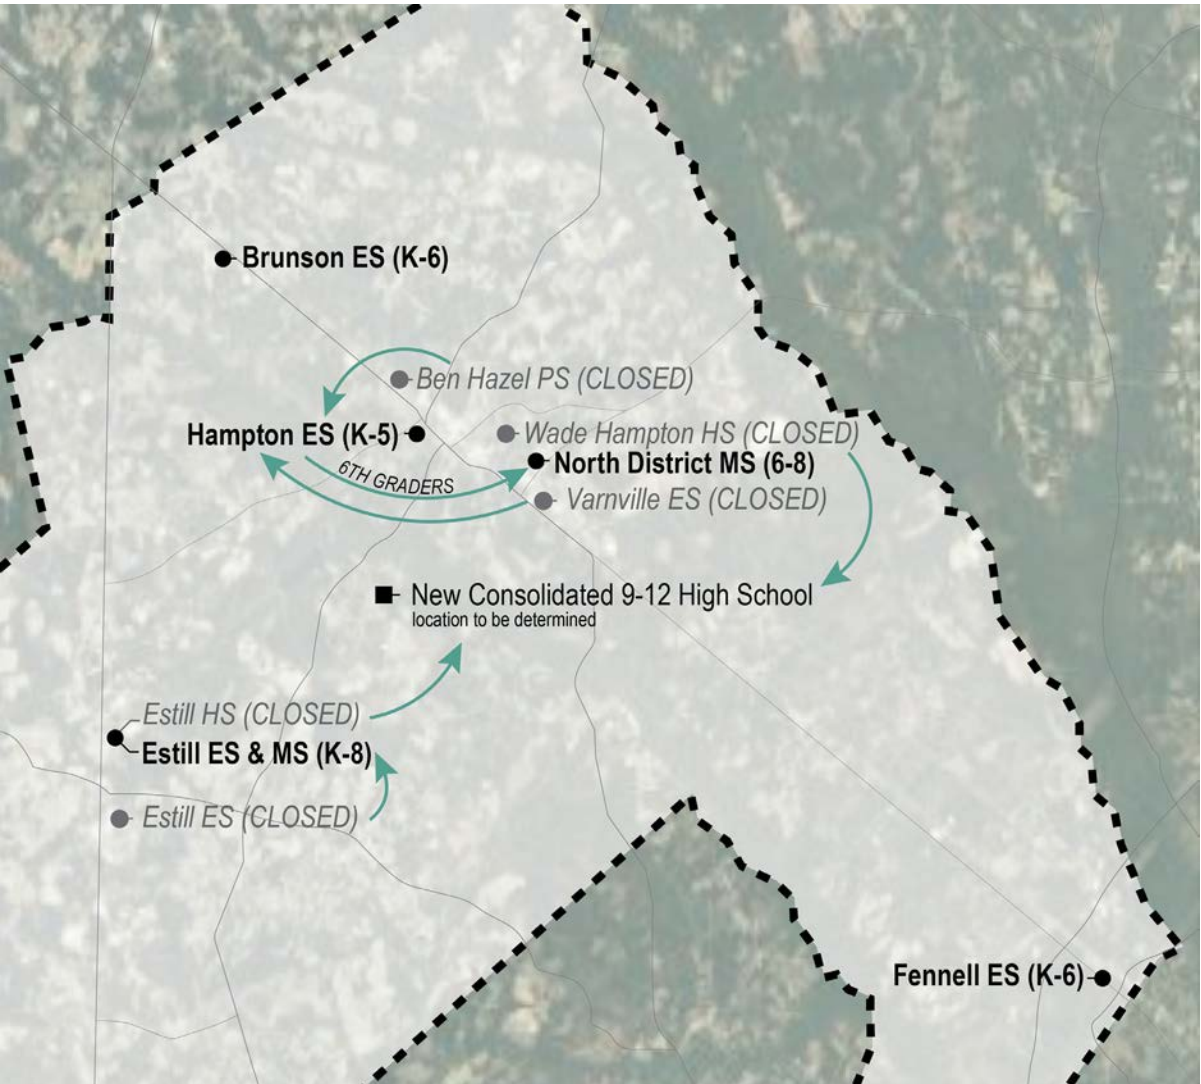 Brunson ES (K-6)
Ben Hazel PS (CLOSED)
Hampton ES (K-5)
Wade Hampton HS (CLOSED)
North District MS (6-8)
6TH GRADERS
Varnville ES (CLOSED)
New Consolidated 9-12 High School
location to be determined
Estill HS (CLOSED)
Estill ES & MS (K-8)
Estill ES (CLOSED)
Fennell ES (K-6)